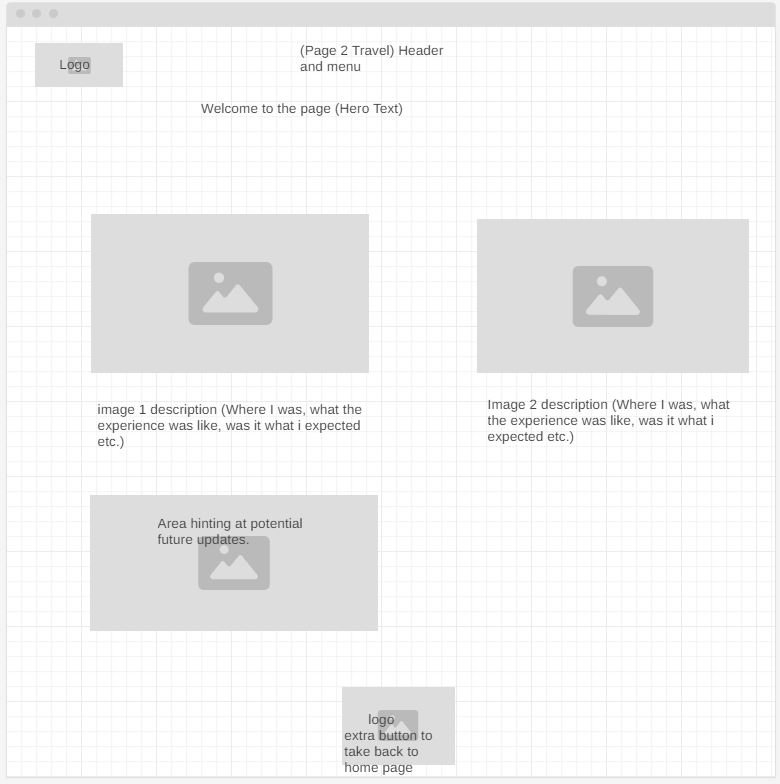 Logo
(Page 2 Travel) Header
and menu
Welcome to the page (Hero Text)
image 1 description (Where I was, what the
experience was like, was it what i expected
etc.)
Image 2 description (Where I was, what
the experience was like, was it what i
expected etc.)
Area hinting at potential
future updates.
logo
extra button to
take back to
home page